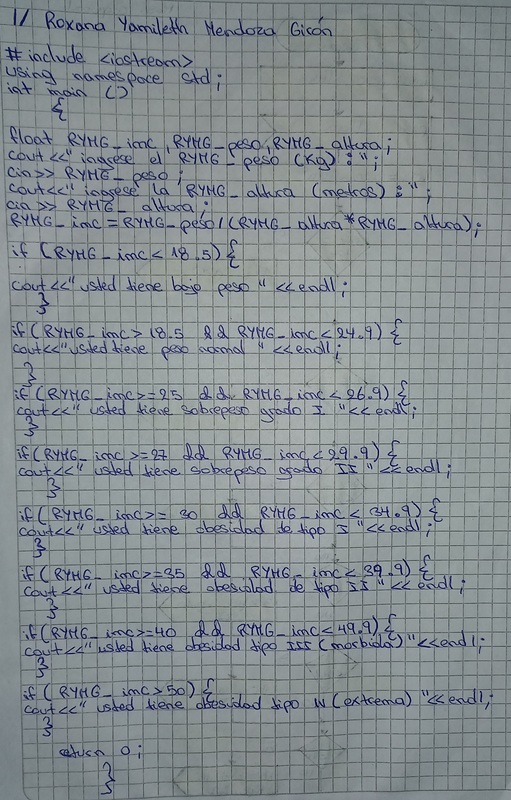 // Roxana Yamileth Mendoza Girón
# include <iostream>
using namespace std;
int main ()
{
float RYMG_imc, RYMG_peso, RYMG_altura;
cout<<" ingrese el RYMG_peso (Kg) : ";
cin>> RYMG_peso;
cout<<" ingrese la RYMG_altura (metros) : ";
cin >> RYMG_altura;
RYMG_imc = RYMG_peso/(RYMG_altura*RYMG_altura);
if (RYMG_imc < 18.5) {
cout<<" usted tiene bajo peso " <<endl;
}
if (RYMG_imc > 18.5 && RYMG_imc < 24.9) {
cout<<"usted tiene peso normal " <<endl;
}
if (RYMG_imc >= 25 && RYMG_imc < 26.9) {
cout<<" usted tiene sobrepeso grado I "<<endl;
}
if (RYMG_imc >= 27 && RYMG_imc < 29.9) {
cout<<" usted tiene sobrepeso grado II "<<endl;
}
if (RYMG_imc >= 30 && RYMG_imc < 34.9) {
cout<<" usted tiene obesidad de tipo I "<<endl;
}
if (RYMG_imc >= 35 && RYMG_imc < 39.9) {
cout<<" usted tiene obesidad de tipo II " << endl;
}
if (RYMG_imc >= 40 && RYMG_imc < 49.9) {
cout<<" usted tiene obesidad tipo III (morbida) "<<endl;
}
if (RYMG_imc > 50) {
cout<<" usted tiene obesidad tipo IV (extrema) "<<endl;
}
return 0;
}